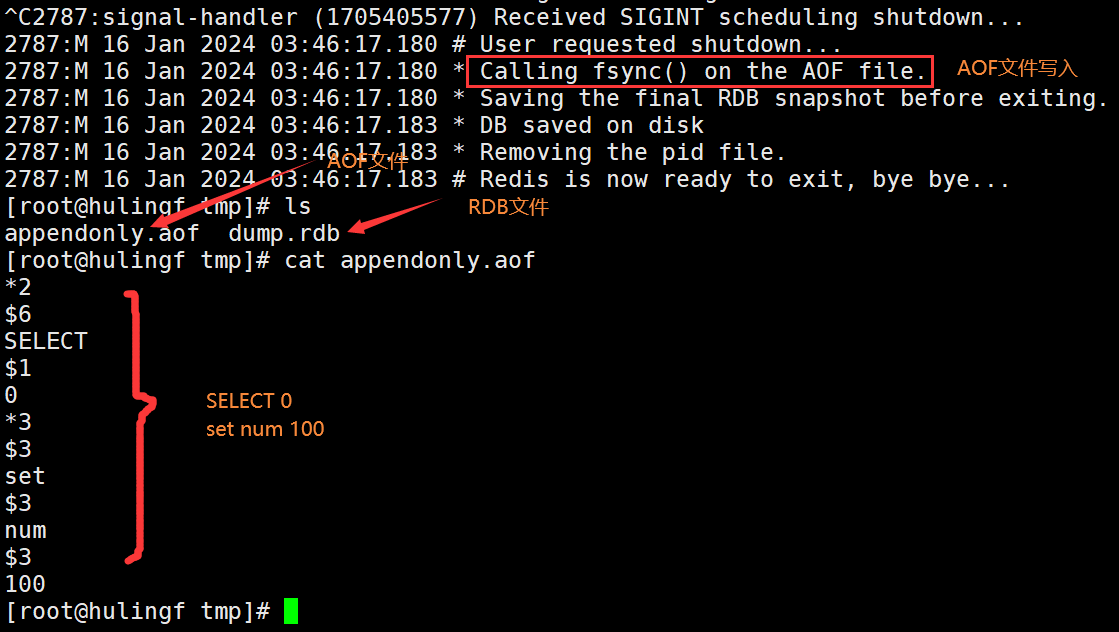 ^C2787:signal-handler (1705405577) Received SIGINT scheduling shutdown...
2787:M 16 Jan 2024 03:46:17.180 # User requested shutdown...
2787:M 16 Jan 2024 03:46:17.180 * Calling fsync() on the AOF file. AOF文件写入
2787:M 16 Jan 2024 03:46:17.180 * Saving the final RDB snapshot before exiting.
2787:M 16 Jan 2024 03:46:17.183 * DB saved on disk
2787:M 16 Jan 2024 03:46:17.183 * Removing the pid file.
AOF文件
2787:M 16 Jan 2024 03:46:17.183 # Redis is now ready to exit, bye bye...
[root@hulingf tmp]# ls
RDB文件
appendonly.aof dump.rdb
[root@hulingf tmp]# cat appendonly.aof
*2
$6
SELECT
$1
0
SELECT 0
*3
set num 100
$3
set
$3
num
$3
100
[root@hulingf tmp]#